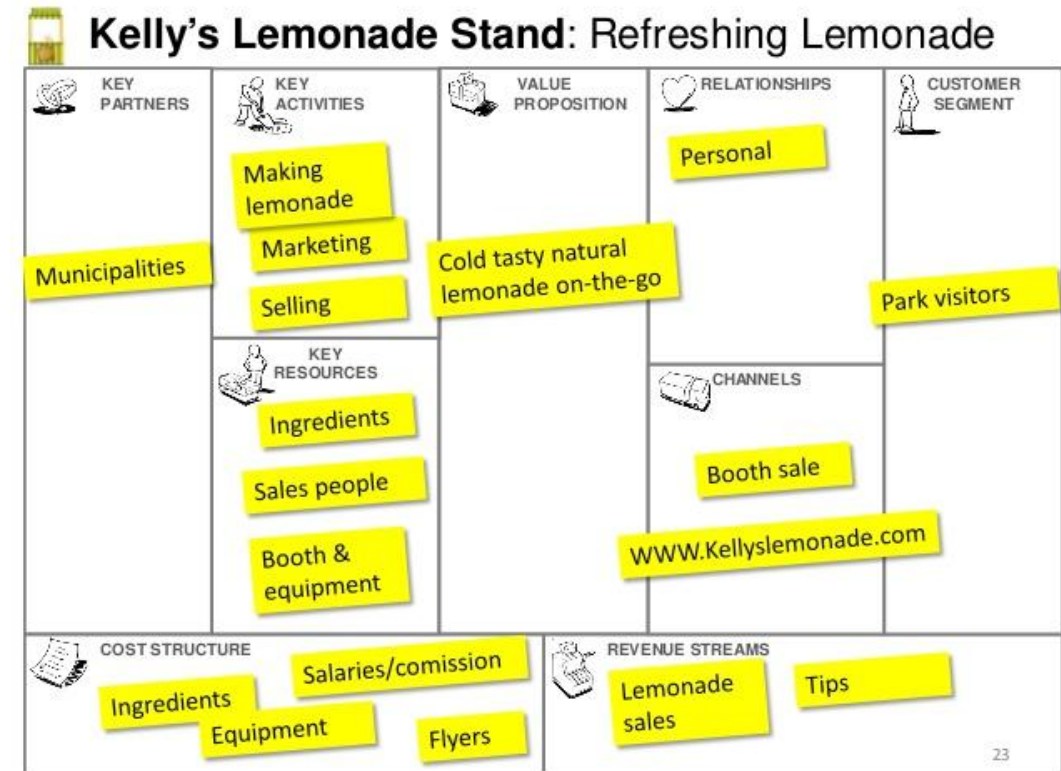 Kelly's Lemonade Stand: Refreshing Lemonade
KEY
PARTNERS
Municipalities
KEY
ACTIVITIES
Making
lemonade
Marketing
Selling
KEY
RESOURCES
Ingredients
Sales people
Booth &
equipment
VALUE
PROPOSITION
Cold tasty natural
lemonade on-the-go
RELATIONSHIPS
Personal
CHANNELS
Booth sale
WWW.Kellyslemonade.com
CUSTOMER
SEGMENT
Park visitors
COST STRUCTURE
Salaries/comission
Ingredients
Equipment
Flyers
REVENUE STREAMS
Lemonade
sales
Tips
23